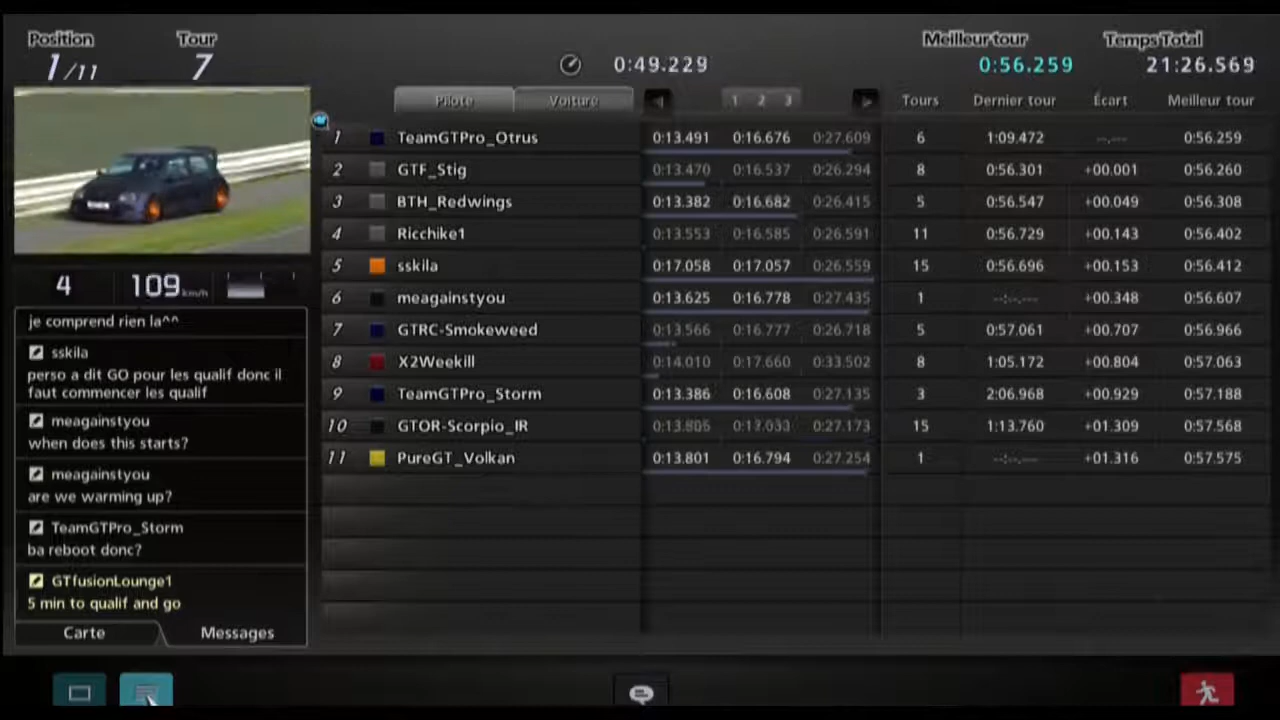 Position
1/11
Tour
7
0:49.229
Meilleur tour
0:56.259
Temps Total
21:26.569
Pilote Voiture 1 2 3 Tours Dernier tour Écart Meilleur tour
1 TeamGTPro_Otrus 0:13.491 0:16.676 0:27.609 6 1:09.472 --.--- 0:56.259
2 GTF_Stig 0:13.470 0:16.537 0:26.294 8 0:56.301 +00.001 0:56.260
3 BTH_Redwings 0:13.382 0:16.682 0:26.415 5 0:56.547 +00.049 0:56.308
4 Ricchike1 0:13.553 0:16.585 0:26.591 11 0:56.729 +00.143 0:56.402
5 sskila 0:17.058 0:17.057 0:26.559 15 0:56.696 +00.153 0:56.412
6 meagainstyou 0:13.625 0:16.778 0:27.435 1 --:--.--- +00.348 0:56.607
7 GTRC-Smokeweed 0:13.566 0:16.777 0:26.718 5 0:57.061 +00.707 0:56.966
8 X2Weekill 0:14.010 0:17.660 0:33.502 8 1:05.172 +00.804 0:57.063
9 TeamGTPro_Storm 0:13.386 0:16.608 0:27.135 3 2:06.968 +00.929 0:57.188
10 GTOR-Scorpio_IR 0:13.805 0:17.033 0:27.173 15 1:13.760 +01.309 0:57.568
11 PureGT_Volkan 0:13.801 0:16.794 0:27.254 1 --:--.--- +01.316 0:57.575
4 109 km/h
je comprend rien la^^
sskila
perso a dit GO pour les qualif donc il
faut commencer les qualif
meagainstyou
when does this starts?
meagainstyou
are we warming up?
TeamGTPro_Storm
ba reboot donc?
GTfusionLounge1
5 min to qualif and go
Carte Messages